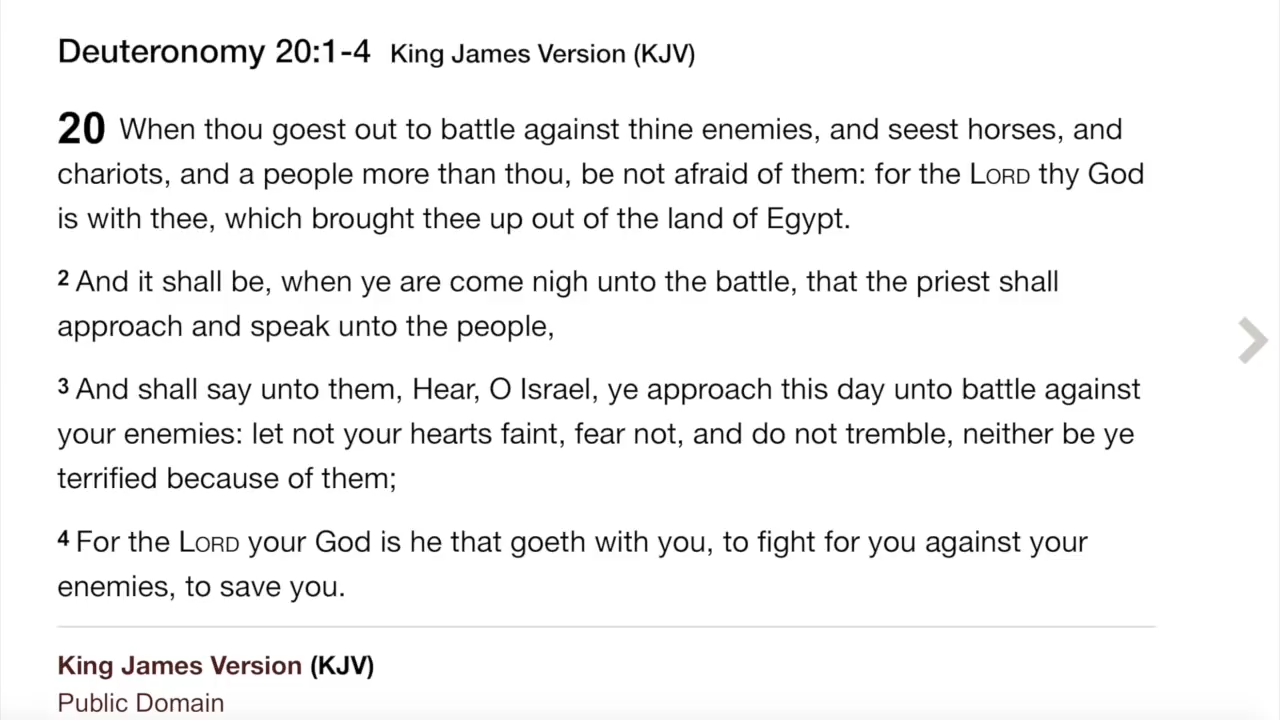 Deuteronomy 20:1-4 King James Version (KJV)
20 When thou goest out to battle against thine enemies, and seest horses, and
chariots, and a people more than thou, be not afraid of them: for the LORD thy God
is with thee, which brought thee up out of the land of Egypt.
2 And it shall be, when ye are come nigh unto the battle, that the priest shall
approach and speak unto the people,
3 And shall say unto them, Hear, O Israel, ye approach this day unto battle against
your enemies: let not your hearts faint, fear not, and do not tremble, neither be ye
terrified because of them;
4 For the LORD your God is he that goeth with you, to fight for you against your
enemies, to save you.
King James Version (KJV)
Public Domain